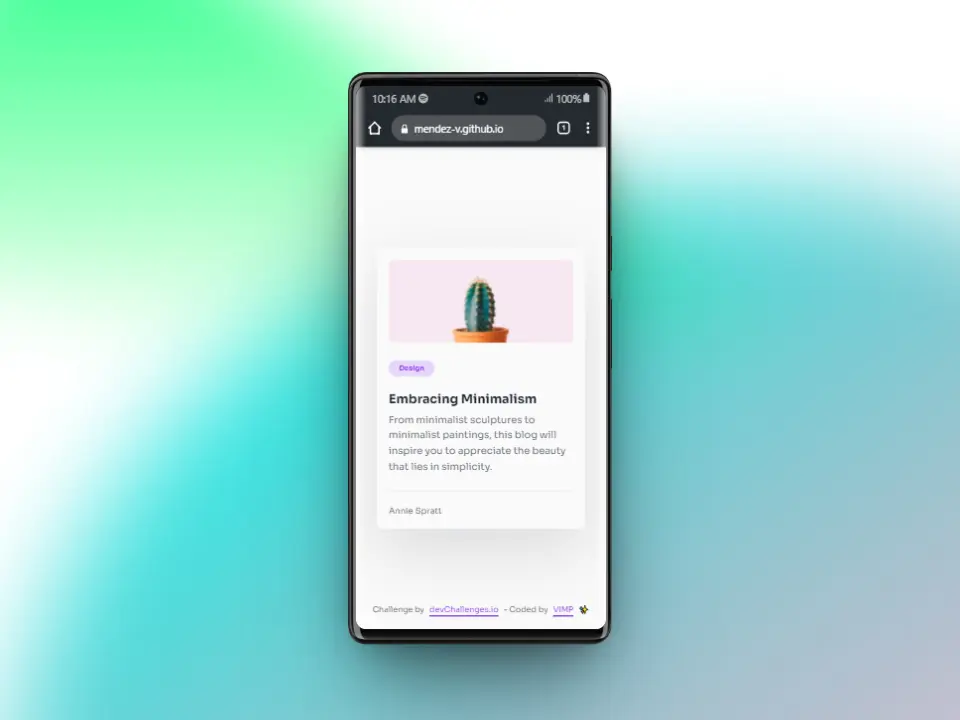 10:16 AM 100%
mendez-v.github.io 1
Design
Embracing Minimalism
From minimalist sculptures to
minimalist paintings, this blog will
inspire you to appreciate the beauty
that lies in simplicity.
Annie Spratt
Challenge by devChallenges.io - Coded by VIMP